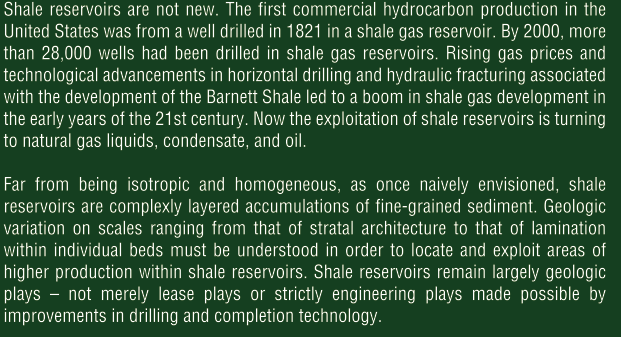 Shale reservoirs are not new. The first commercial hydrocarbon production in the
United States was from a well drilled in 1821 in a shale gas reservoir. By 2000, more
than 28,000 wells had been drilled in shale gas reservoirs. Rising gas prices and
technological advancements in horizontal drilling and hydraulic fracturing associated
with the development of the Barnett Shale led to a boom in shale gas development in
the early years of the 21st century. Now the exploitation of shale reservoirs is turning
to natural gas liquids, condensate, and oil.

Far from being isotropic and homogeneous, as once naively envisioned, shale
reservoirs are complexly layered accumulations of fine-grained sediment. Geologic
variation on scales ranging from that of stratal architecture to that of lamination
within individual beds must be understood in order to locate and exploit areas of
higher production within shale reservoirs. Shale reservoirs remain largely geologic
plays – not merely lease plays or strictly engineering plays made possible by
improvements in drilling and completion technology.